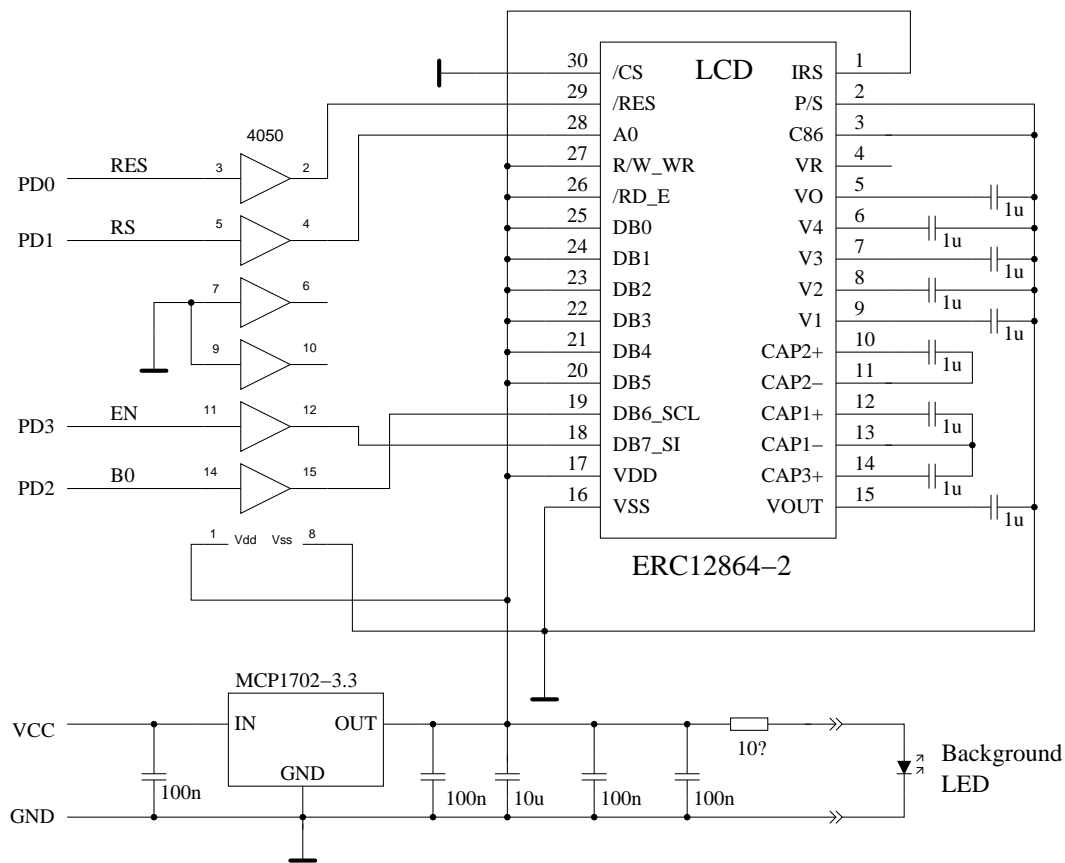 30 /CS LCD IRS 1
29 /RES P/S 2
28 A0 C86 3
4050
27 R/W_WR VR 4
PD0 RES 3 2
26 /RD_E VO 5
1u
25 DB0 V4 6
1u
PD1 RS 5 4
24 DB1 V3 7
1u
23 DB2 V2 8
1u
7 6
22 DB3 V1 9
1u
21 DB4 CAP2+ 10
1u
9 10
20 DB5 CAP2− 11
19 DB6_SCL CAP1+ 12
1u
PD3 EN 11 12
18 DB7_SI CAP1− 13
17 VDD CAP3+ 14
1u
PD2 B0 14 15
16 VSS VOUT 15
1u
1 Vdd Vss 8
ERC12864−2
MCP1702−3.3
VCC IN OUT
10?
GND
100n 100n 10u 100n 100n
Background
LED
GND